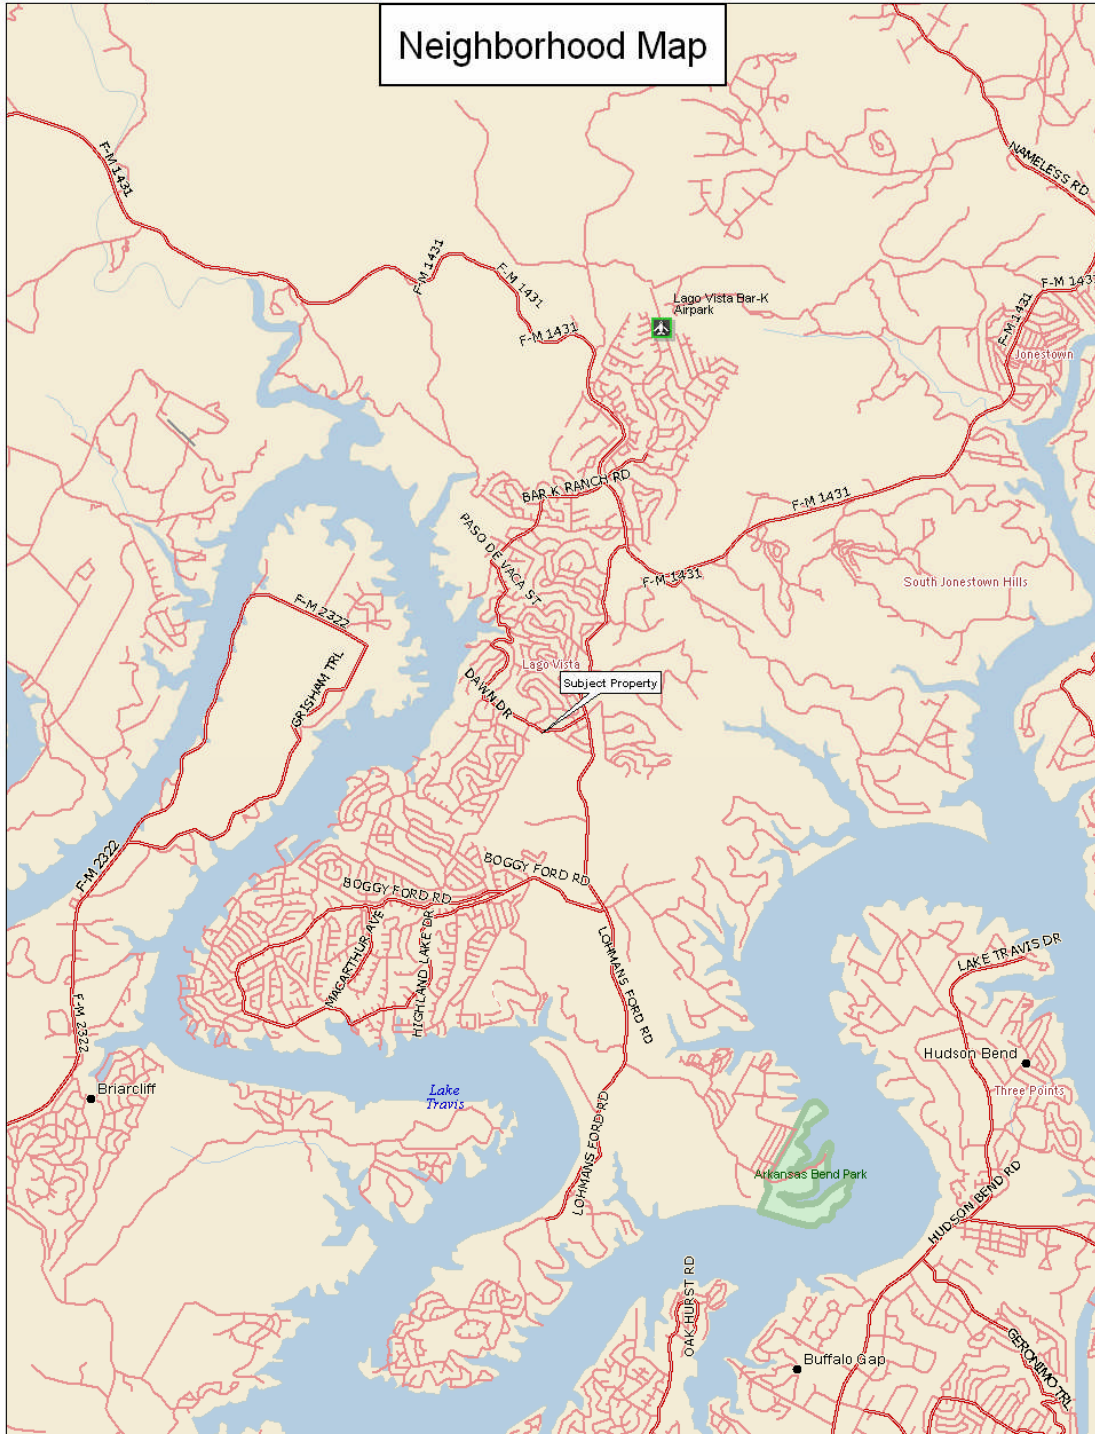 Neighborhood Map
F-M 1431
NAMELESS RD
F-M 1431
F-M 1431
F-M 1431
F-M 1431
F-M 1431
Lago Vista Bar-K
Airpark
F-M 1431
Jonestown
BAR-K RANCH RD
F-M 1431
PASO DE VACA ST
F-M 1431
South Jonestown Hills
F-M 2322
GRISHAM TRL
Lago Vista
Subject Property
DAWN DR
F-M 2322
BOGGY FORD RD
BOGGY FORD RD
MACARTHUR AVE
HIGHLAND LAKE DR
LOHMANS FORD RD
LAKE TRAVIS DR
F-M 2322
Hudson Bend
Briarcliff
Lake
Travis
Three Points
LOHMANS FORD RD
Arkansas Bend Park
HUDSON BEND RD
OAK HURST RD
Buffalo Gap
GERONIMO TRL